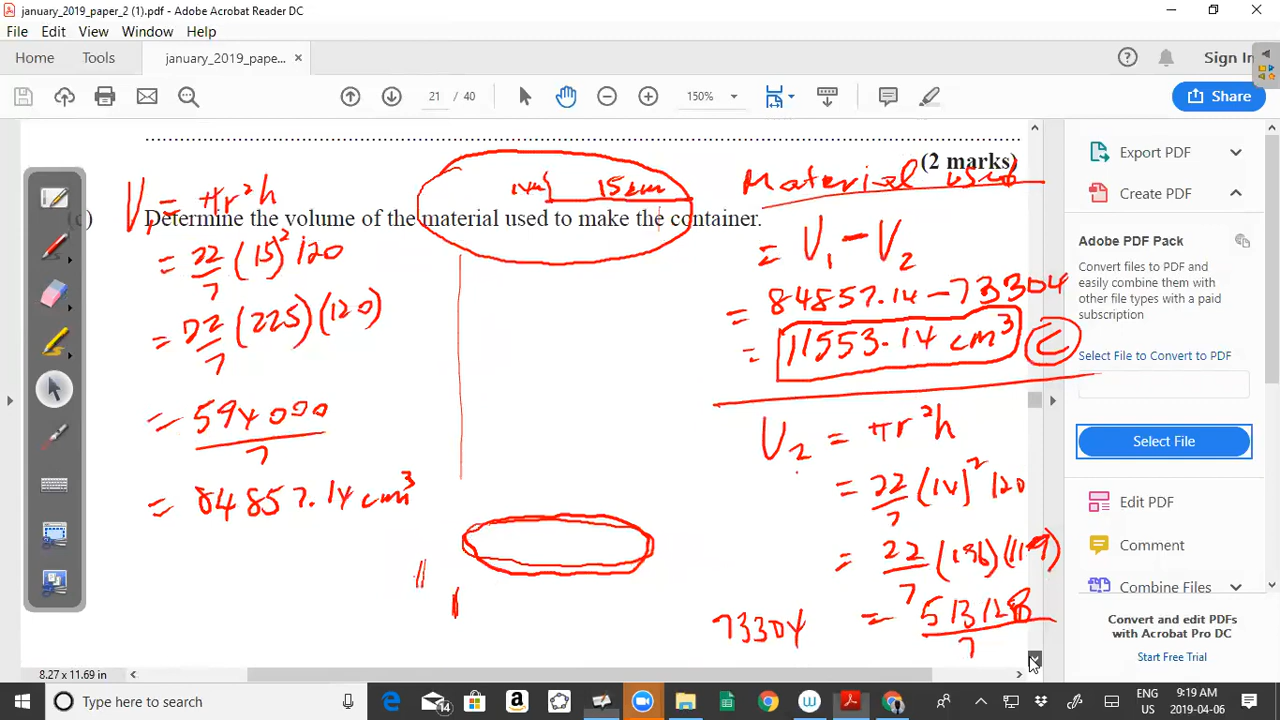 january_2019_paper_2 (1).pdf - Adobe Acrobat Reader DC
File Edit View Window Help
Home Tools january_2019_paper_... × Sign In
21 / 40 150% Share
(2 marks)
(c) Determine the volume of the material used to make the container.
1cm 15cm
V₁ = πr²h
= 22/7 (15)² 120
= 22/7 (225)(120)
= 594000/7
= 84857.14 cm³
Material used
= V₁ - V₂
= 84857.14 - 73304
= 11553.14 cm³ C
V₂ = πr²h
= 22/7 (14)² 120
= 22/7 (196)(119)
= 513128/7
73304
8.27 x 11.69 in
Export PDF
Create PDF
Adobe PDF Pack
Convert files to PDF and
easily combine them with
other file types with a paid
subscription
Select File to Convert to PDF
Select File
Edit PDF
Comment
Combine Files
Convert and edit PDFs
with Acrobat Pro DC
Start Free Trial
Type here to search
14
ENG
US
9:19 AM
2019-04-06